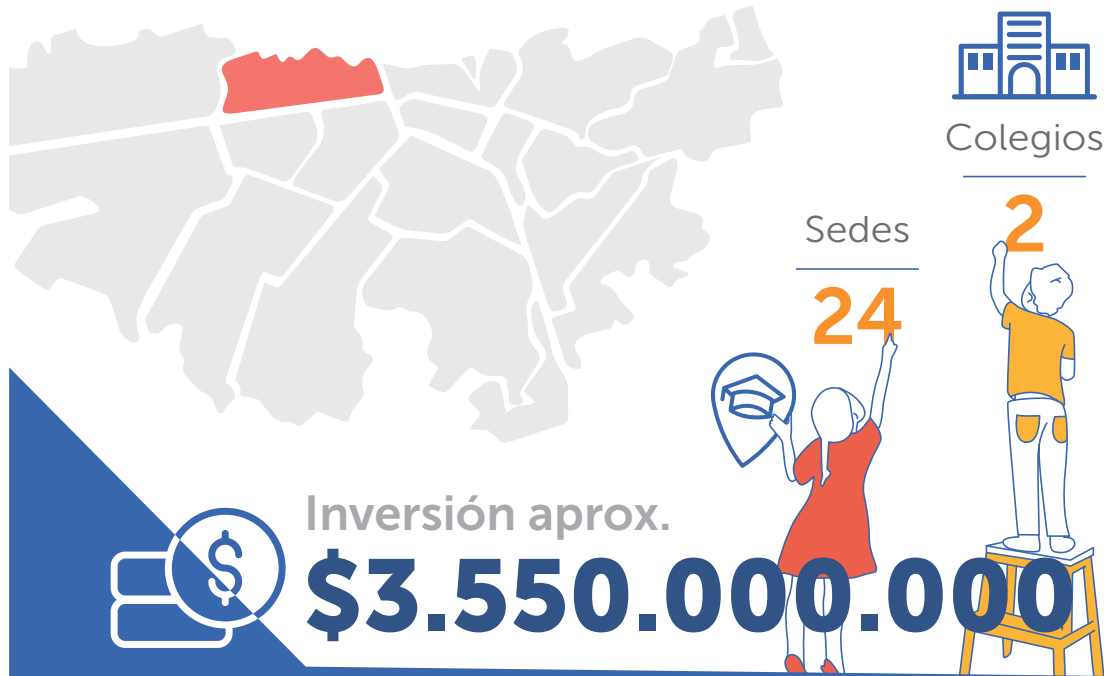 Colegios
2
Sedes
24
Inversión aprox.
$3.550.000.000